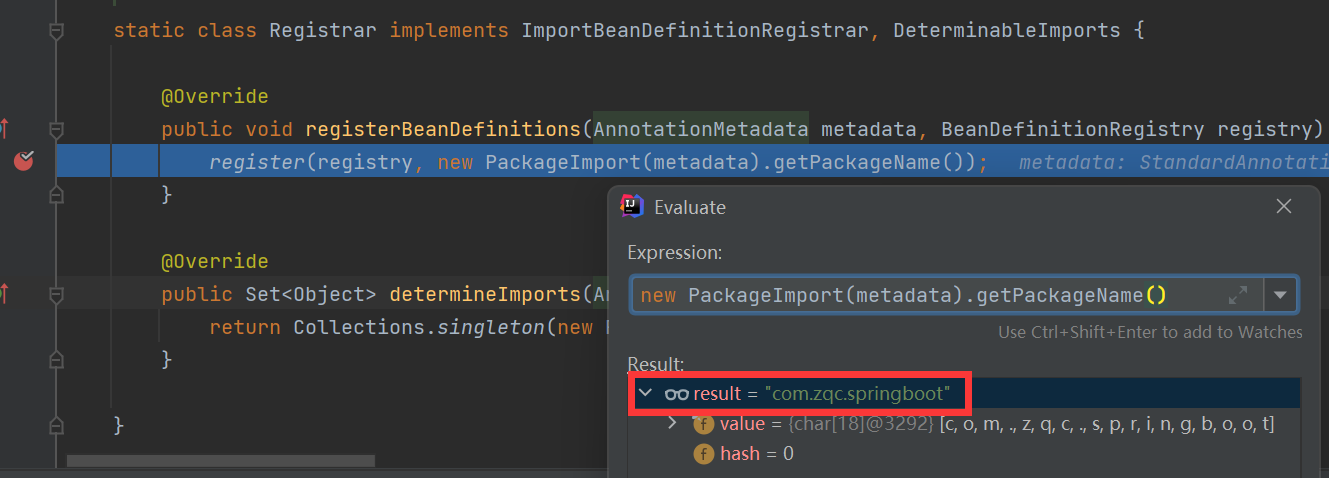 static class Registrar implements ImportBeanDefinitionRegistrar, DeterminableImports {
@Override
public void registerBeanDefinitions(AnnotationMetadata metadata, BeanDefinitionRegistry registry)
register(registry, new PackageImport(metadata).getPackageName()); metadata: StandardAnnotati
}
@Override
public Set<Object> determineImports(A
return Collections.singleton(new
}
}
IJ Evaluate
Expression:
new PackageImport(metadata).getPackageName()
Use Ctrl+Shift+Enter to add to Watches
Result:
result = "com.zqc.springboot"
f value = {char[18]@3292} [c, o, m, ., z, q, c, ., s, p, r, i, n, g, b, o, o, t]
f hash = 0